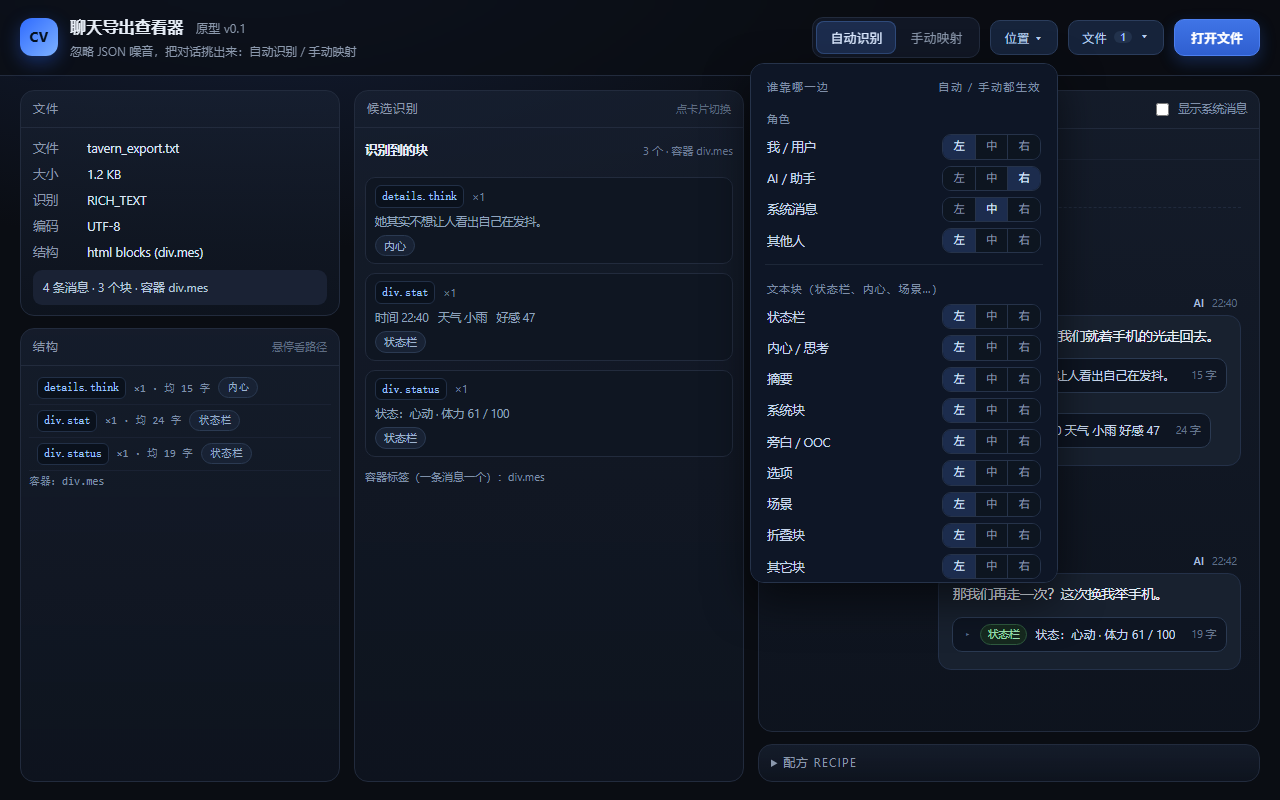 CV
聊天导出查看器 原型 v0.1
忽略 JSON 噪音，把对话挑出来：自动识别 / 手动映射
自动识别 手动映射 位置 ▾ 文件 1 ▾ 打开文件
文件
文件 tavern_export.txt
大小 1.2 KB
识别 RICH_TEXT
编码 UTF-8
结构 html blocks (div.mes)
4 条消息 · 3 个块 · 容器 div.mes
结构 悬停看路径
details.think ×1 · 均 15 字 内心
div.stat ×1 · 均 24 字 状态栏
div.status ×1 · 均 19 字 状态栏
容器: div.mes
候选识别 点卡片切换
识别到的块 3 个 · 容器 div.mes
details.think ×1
她其实不想让人看出自己在发抖。
内心
div.stat ×1
时间 22:40 天气 小雨 好感 47
状态栏
div.status ×1
状态：心动 · 体力 61 / 100
状态栏
容器标签（一条消息一个）：div.mes
谁靠哪一边 自动 / 手动都生效
角色
我 / 用户 左 中 右
AI / 助手 左 中 右
系统消息 左 中 右
其他人 左 中 右
文本块（状态栏、内心、场景…）
状态栏 左 中 右
内心 / 思考 左 中 右
摘要 左 中 右
系统块 左 中 右
旁白 / OOC 左 中 右
选项 左 中 右
场景 左 中 右
折叠块 左 中 右
其它块 左 中 右
显示系统消息
AI 22:40
我们就着手机的光走回去。
让人看出自己在发抖。 15 字
0 天气 小雨 好感 47 24 字
AI 22:42
那我们再走一次？这次换我举手机。
▸ 状态栏 状态：心动 · 体力 61 / 100 19 字
▶ 配方 RECIPE